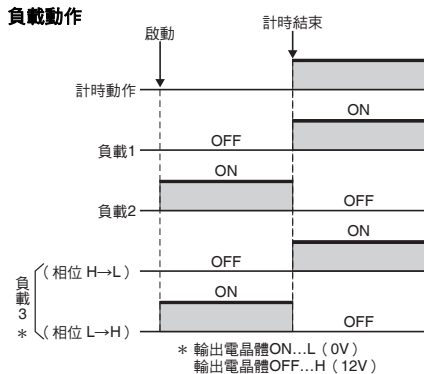 負載動作
啟動
計時結束
計時動作
ON
負載1
OFF
ON
負載2
OFF
ON
(相位 H→L)
OFF
ON
(相位 L→H)
OFF
負載3
*
* 輸出電晶體ON…L(0V)
輸出電晶體OFF…H(12V)